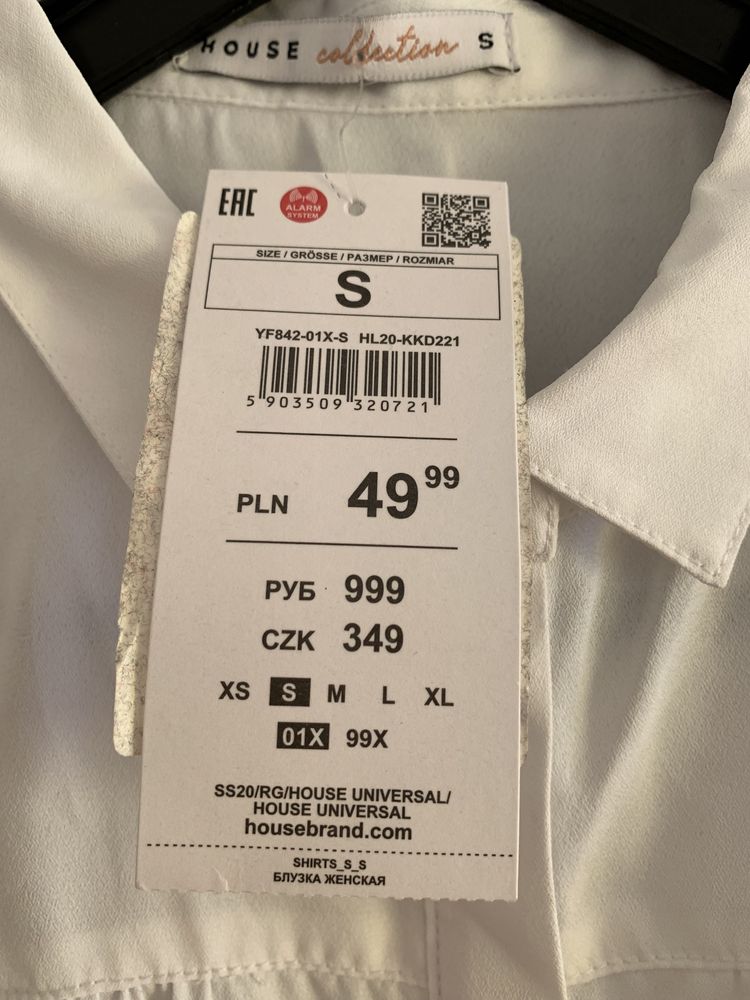 HOUSE collection S
EAC
ALARM
SYSTEM
SIZE / GRÖSSE / РАЗМЕР / ROZMIAR
S
YF842-01X-S HL20-KKD221
5 903509 320721
PLN 49 99
РУБ 999
CZK 349
XS S M L XL
01X 99X
SS20/RG/HOUSE UNIVERSAL/
HOUSE UNIVERSAL
housebrand.com
SHIRTS_S_S
БЛУЗКА ЖЕНСКАЯ